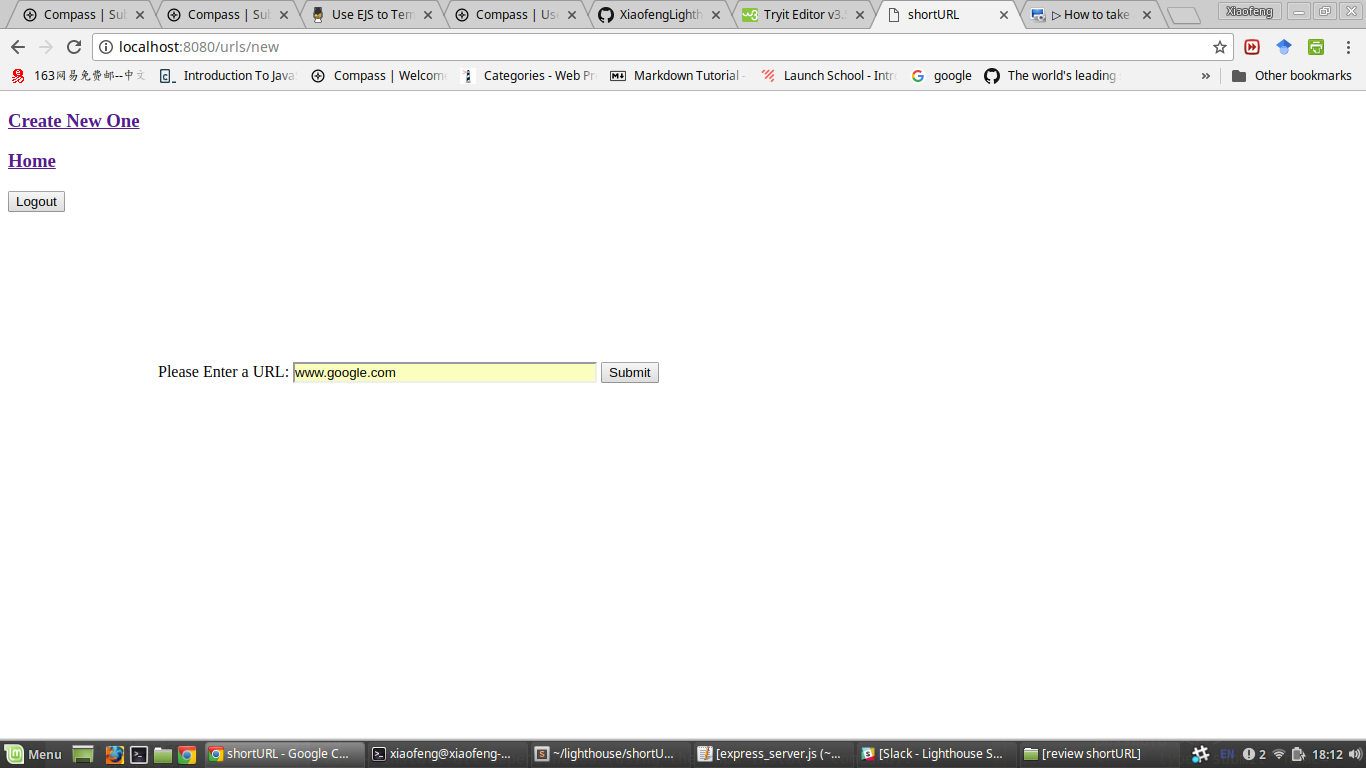 Compass | Sul
Compass | Sul
Use EJS to Tem
Compass | Use
XiaofengLighth
Tryit Editor v3.5
shortURL
▷ How to take
Xiaofeng
localhost:8080/urls/new
163网易免费邮--中文
Introduction To Java
Compass | Welcom
Categories - Web Pr
Markdown Tutorial -
Launch School - Intr
google
The world's leading
»
Other bookmarks
Create New One
Home
Logout
Please Enter a URL: www.google.com Submit
Menu
shortURL - Google C...
xiaofeng@xiaofeng-...
~/lighthouse/shortU...
[express_server.js (~...
[Slack - Lighthouse S...
[review shortURL]
EN
2
18:12